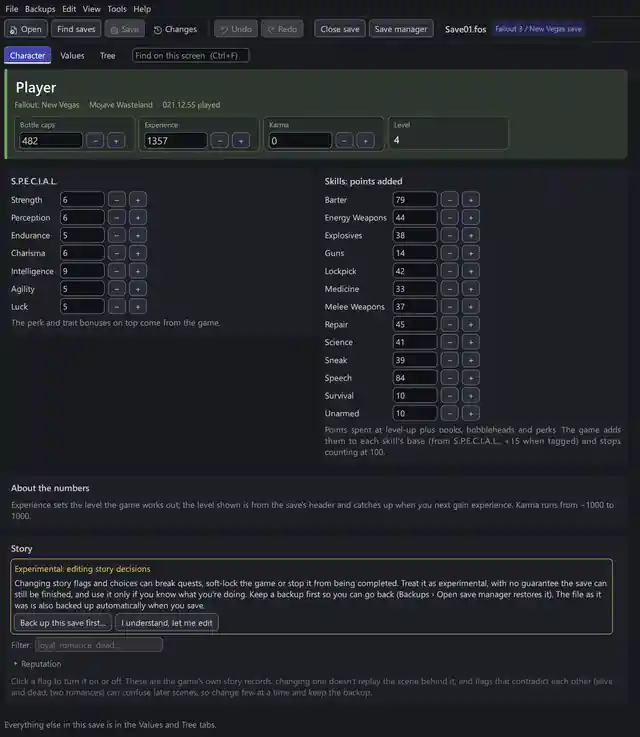 File Backups Edit View Tools Help
Open Find saves Save Changes Undo Redo Close save Save manager Save01.fos Fallout 3 / New Vegas save
Character Values Tree Find on this screen (Ctrl+F)
Player
Fallout: New Vegas Mojave Wasteland 021.12.55 played
Bottle caps Experience Karma Level
482 − + 1357 − + 0 − + 4
S.P.E.C.I.A.L.
Strength 6 − +
Perception 6 − +
Endurance 5 − +
Charisma 6 − +
Intelligence 9 − +
Agility 5 − +
Luck 5 − +
The perk and trait bonuses on top come from the game.
Skills: points added
Barter 79 − +
Energy Weapons 44 − +
Explosives 38 − +
Guns 14 − +
Lockpick 42 − +
Medicine 33 − +
Melee Weapons 37 − +
Repair 45 − +
Science 41 − +
Sneak 39 − +
Speech 84 − +
Survival 10 − +
Unarmed 10 − +
Points spent at level-up plus books, bobbleheads and perks. The game adds
them to each skill's base (from S.P.E.C.I.A.L., +15 when tagged) and stops
counting at 100.
About the numbers
Experience sets the level the game works out; the level shown is from the save's header and catches up when you next gain experience. Karma runs from −1000 to
1000.
Story
Experimental: editing story decisions
Changing story flags and choices can break quests, soft-lock the game or stop it from being completed. Treat it as experimental, with no guarantee the save can
still be finished, and use it only if you know what you're doing. Keep a backup first so you can go back (Backups › Open save manager restores it). The file as it
was is also backed up automatically when you save.
Back up this save first... I understand, let me edit
Filter: loyal, romance, dead...
Reputation
Click a flag to turn it on or off. These are the game's own story records, changing one doesn't replay the scene behind it, and flags that contradict each other (alive
and dead, two romances) can confuse later scenes, so change few at a time and keep the backup.
Everything else in this save is in the Values and Tree tabs.